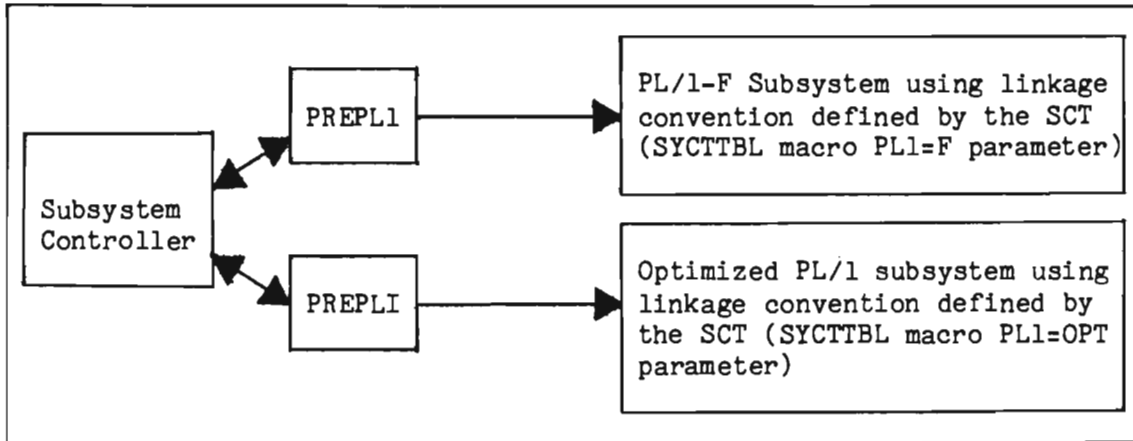 PREPL1
PL/1-F Subsystem using linkage
convention defined by the SCT
(SYCTTBL macro PL1=F parameter)
Subsystem
Controller
PREPLI
Optimized PL/1 subsystem using
linkage convention defined by
the SCT (SYCTTBL macro PL1=OPT
parameter)